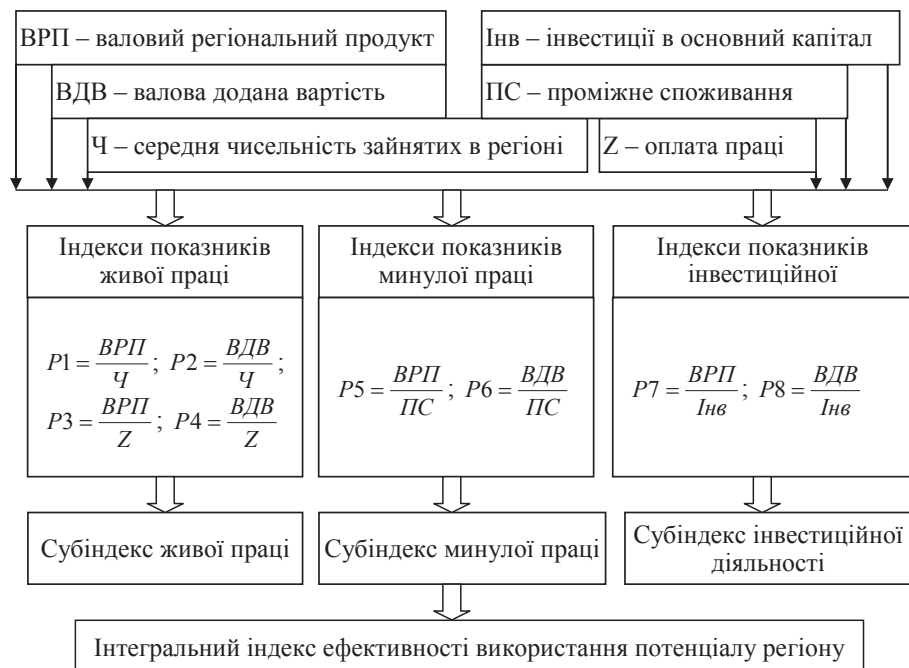 ВРП – валовий регіональний продукт
Інв – інвестиції в основний капітал
ВДВ – валова додана вартість
ПС – проміжне споживання
Ч – середня чисельність зайнятих в регіоні
Z – оплата праці
Індекси показників
живої праці
Індекси показників
минулої праці
Індекси показників
інвестиційної
P1 = ВРП/Ч ; P2 = ВДВ/Ч ;
P3 = ВРП/Z ; P4 = ВДВ/Z
P5 = ВРП/ПС ; P6 = ВДВ/ПС
P7 = ВРП/Інв ; P8 = ВДВ/Інв
Субіндекс живої праці
Субіндекс минулої праці
Субіндекс інвестиційної
діяльності
Інтегральний індекс ефективності використання потенціалу регіону